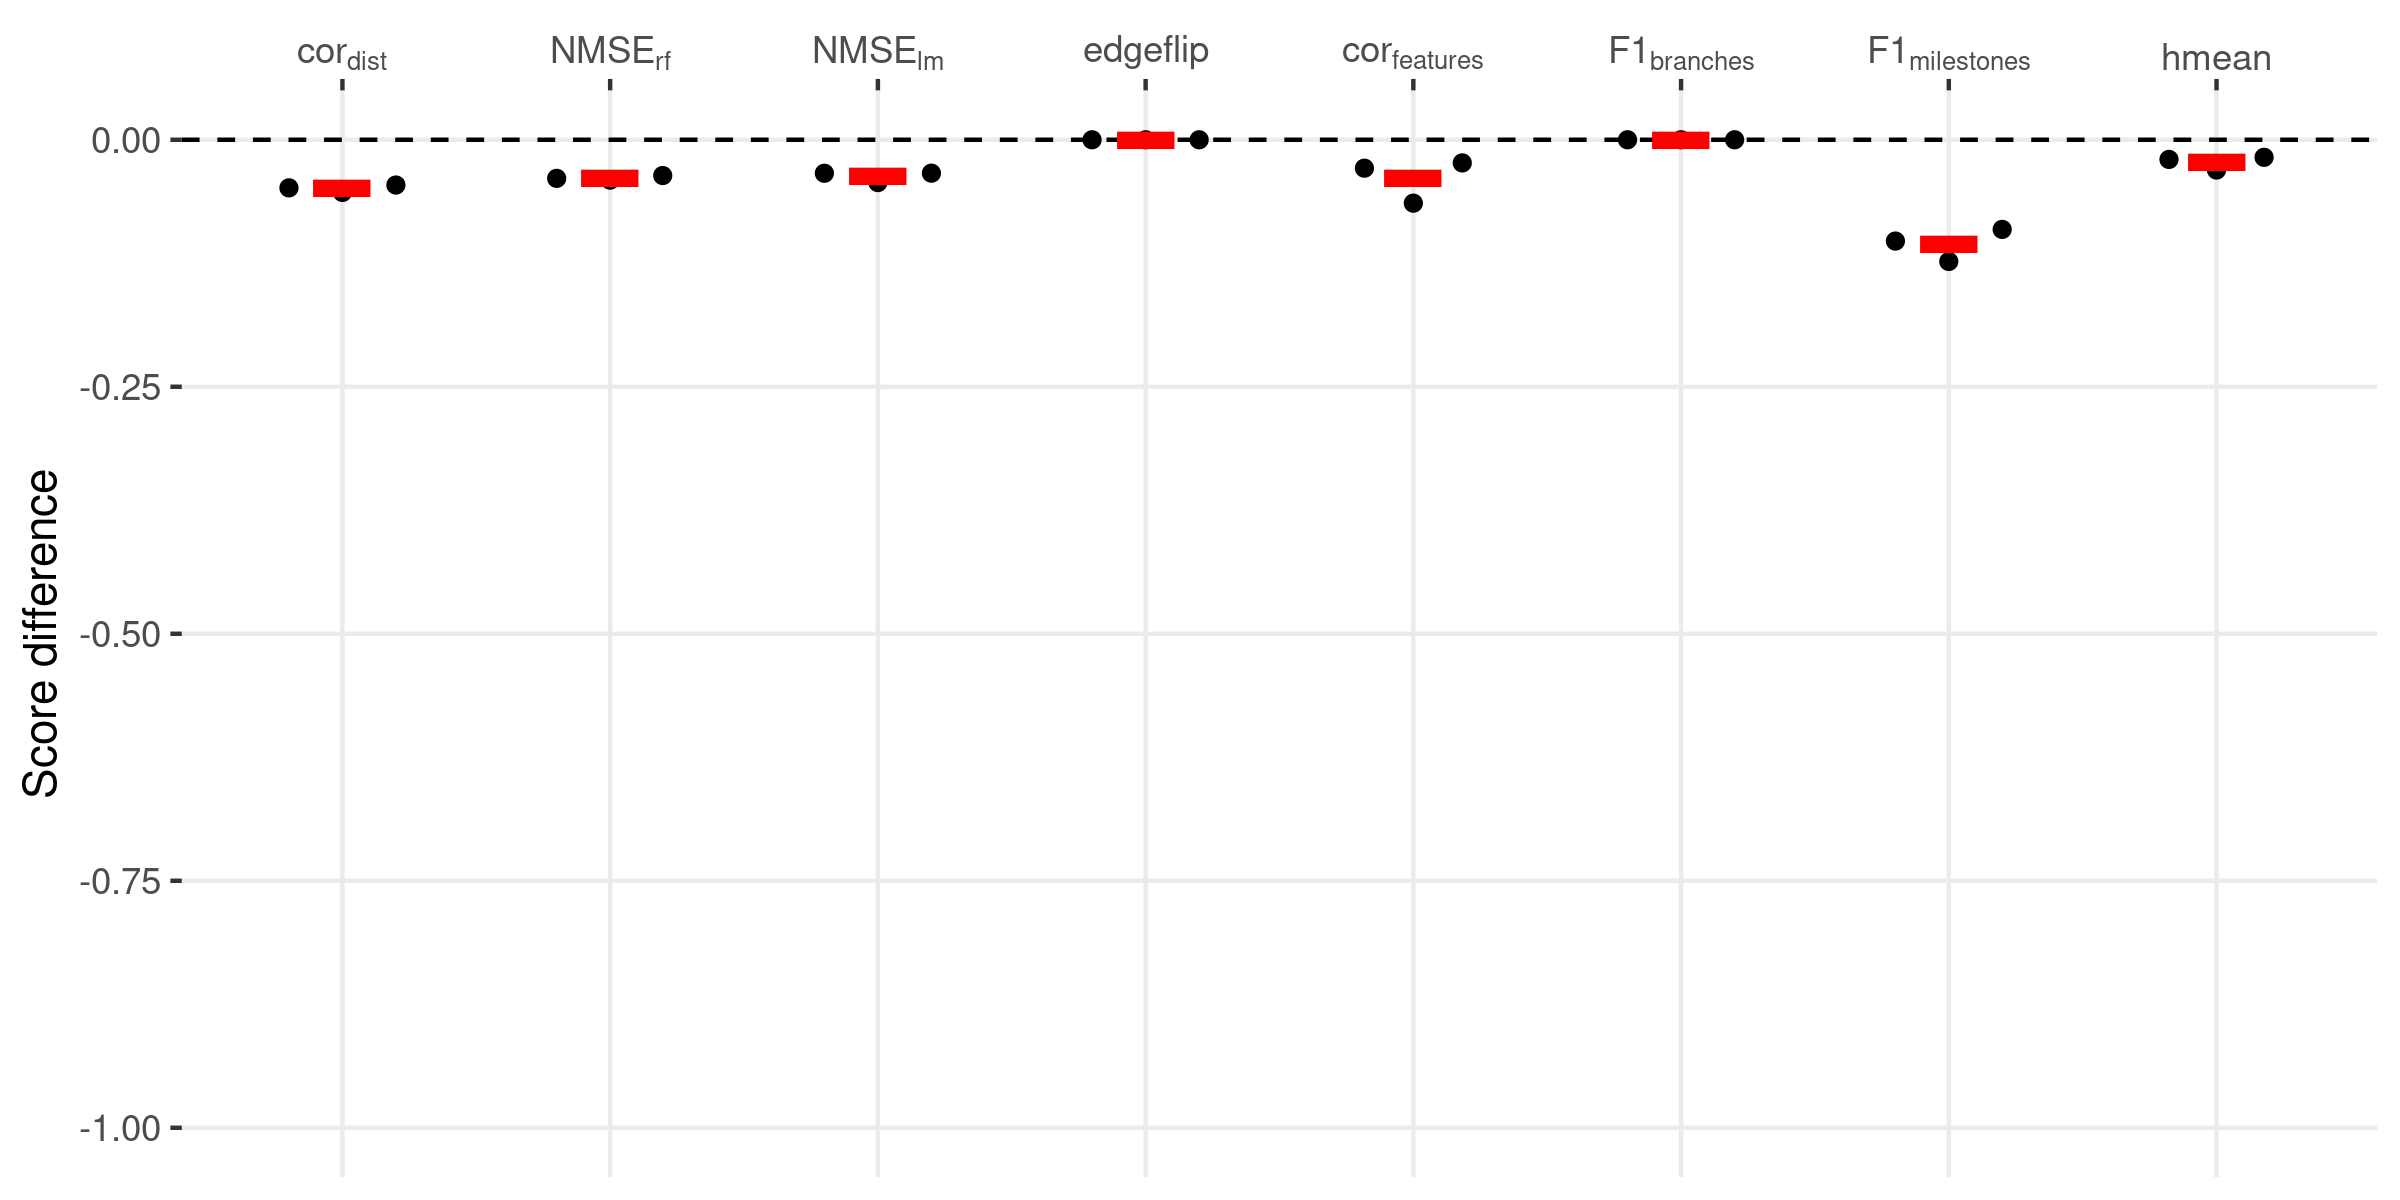 cordist NMSErf NMSElm edgeflip corfeatures F1branches F1milestones hmean
0.00
-0.25
-0.50
-0.75
-1.00
Score difference